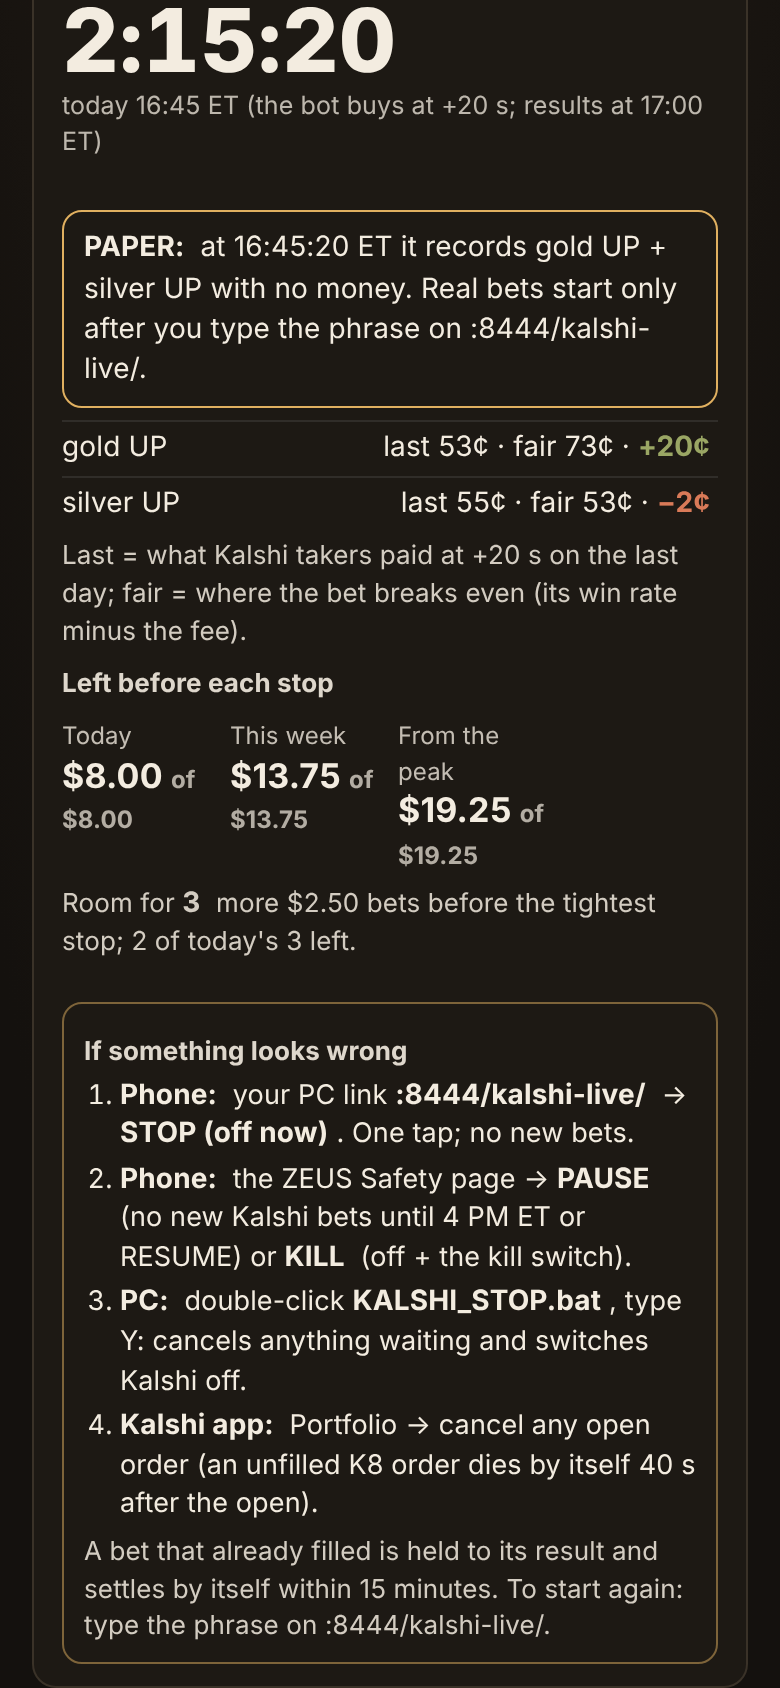 2:15:20
today 16:45 ET (the bot buys at +20 s; results at 17:00
ET)
PAPER: at 16:45:20 ET it records gold UP +
silver UP with no money. Real bets start only
after you type the phrase on :8444/kalshi-
live/.
gold UP last 53¢ · fair 73¢ · +20¢
silver UP last 55¢ · fair 53¢ · −2¢
Last = what Kalshi takers paid at +20 s on the last
day; fair = where the bet breaks even (its win rate
minus the fee).
Left before each stop
Today
$8.00 of
$8.00
This week
$13.75 of
$13.75
From the
peak
$19.25 of
$19.25
Room for 3 more $2.50 bets before the tightest
stop; 2 of today's 3 left.
If something looks wrong
1. Phone: your PC link :8444/kalshi-live/ →
STOP (off now) . One tap; no new bets.
2. Phone: the ZEUS Safety page → PAUSE
(no new Kalshi bets until 4 PM ET or
RESUME) or KILL (off + the kill switch).
3. PC: double-click KALSHI_STOP.bat , type
Y: cancels anything waiting and switches
Kalshi off.
4. Kalshi app: Portfolio → cancel any open
order (an unfilled K8 order dies by itself 40 s
after the open).
A bet that already filled is held to its result and
settles by itself within 15 minutes. To start again:
type the phrase on :8444/kalshi-live/.